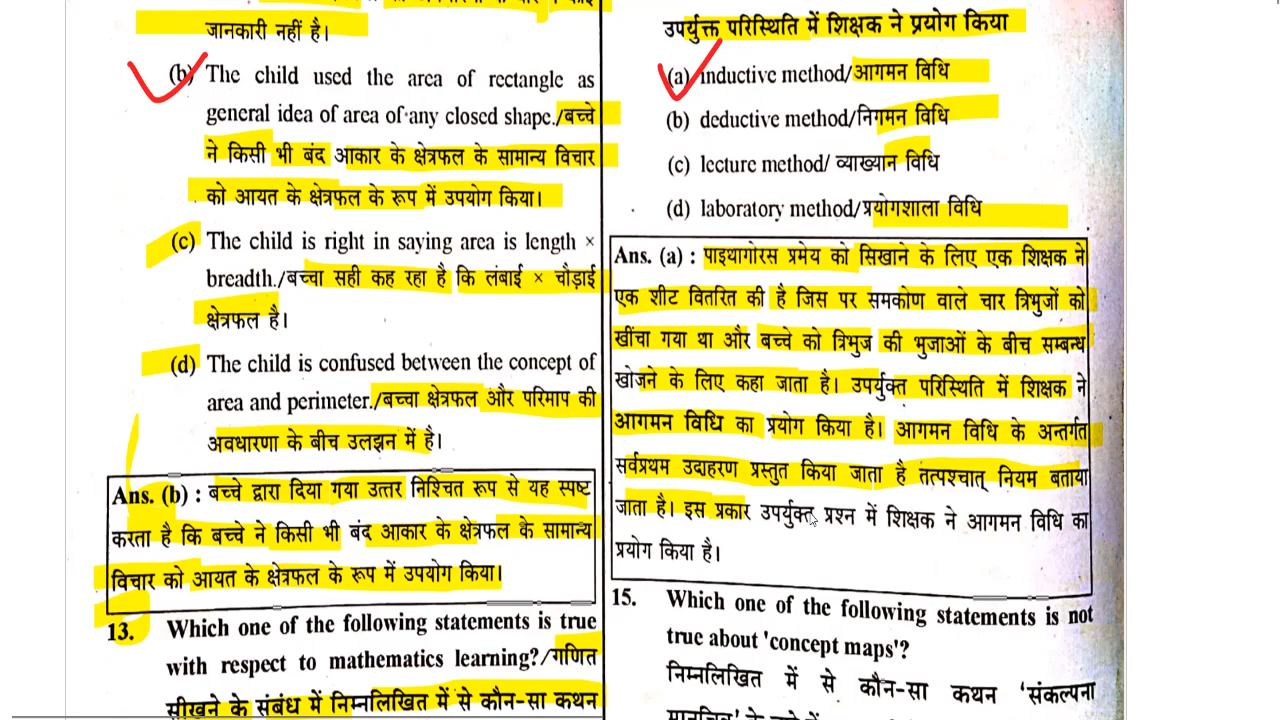 जानकारी नहीं है।
(b) The child used the area of rectangle as
general idea of area of any closed shape./बच्चे
ने किसी भी बंद आकार के क्षेत्रफल के सामान्य विचार
को आयत के क्षेत्रफल के रूप में उपयोग किया।
(c) The child is right in saying area is length ×
breadth./बच्चा सही कह रहा है कि लंबाई × चौड़ाई
क्षेत्रफल है।
(d) The child is confused between the concept of
area and perimeter./बच्चा क्षेत्रफल और परिमाप की
अवधारणा के बीच उलझन में है।
Ans. (b) : बच्चे द्वारा दिया गया उत्तर निश्चित रूप से यह स्पष्ट
करता है कि बच्चे ने किसी भी बंद आकार के क्षेत्रफल के सामान्य
विचार को आयत के क्षेत्रफल के रूप में उपयोग किया।
13. Which one of the following statements is true
with respect to mathematics learning?/गणित
सीखने के संबंध में निम्नलिखित में से कौन-सा कथन
उपर्युक्त परिस्थिति में शिक्षक ने प्रयोग किया
(a) inductive method/आगमन विधि
(b) deductive method/निगमन विधि
(c) lecture method/ व्याख्यान विधि
(d) laboratory method/प्रयोगशाला विधि
Ans. (a) : पाइथागोरस प्रमेय को सिखाने के लिए एक शिक्षक ने
एक शीट वितरित की है जिस पर समकोण वाले चार त्रिभुजों को
खींचा गया था और बच्चे को त्रिभुज की भुजाओं के बीच सम्बन्ध
खोजने के लिए कहा जाता है। उपर्युक्त परिस्थिति में शिक्षक ने
आगमन विधि का प्रयोग किया है। आगमन विधि के अन्तर्गत
सर्वप्रथम उदाहरण प्रस्तुत किया जाता है तत्पश्चात् नियम बताया
जाता है। इस प्रकार उपर्युक्त प्रश्न में शिक्षक ने आगमन विधि का
प्रयोग किया है।
15. Which one of the following statements is not
true about 'concept maps'?
निम्नलिखित में से कौन-सा कथन 'संकल्पना